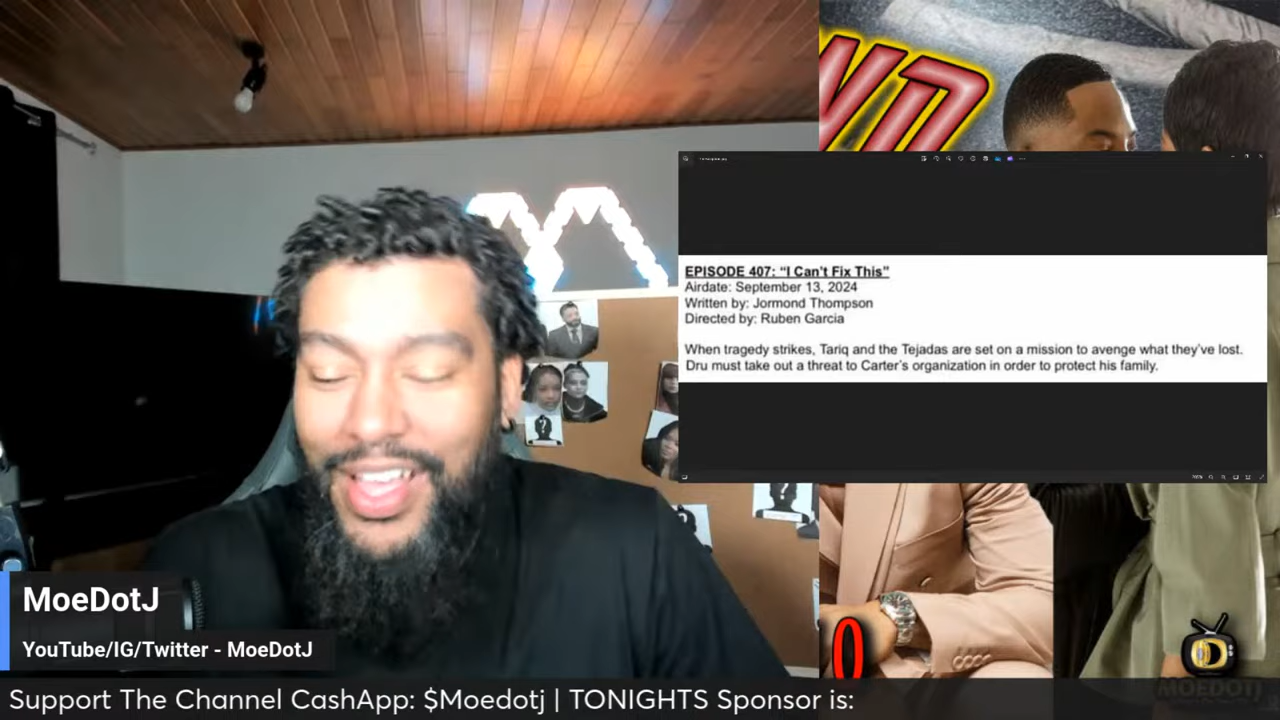 ND
EPISODE 407: “I Can’t Fix This”
Airdate: September 13, 2024
Written by: Jormond Thompson
Directed by: Ruben Garcia
When tragedy strikes, Tariq and the Tejadas are set on a mission to avenge what they’ve lost.
Dru must take out a threat to Carter’s organization in order to protect his family.
?
?
?
MoeDotJ
YouTube/IG/Twitter - MoeDotJ
0
D
MOEDOTJ
Support The Channel CashApp: $Moedotj | TONIGHTS Sponsor is: